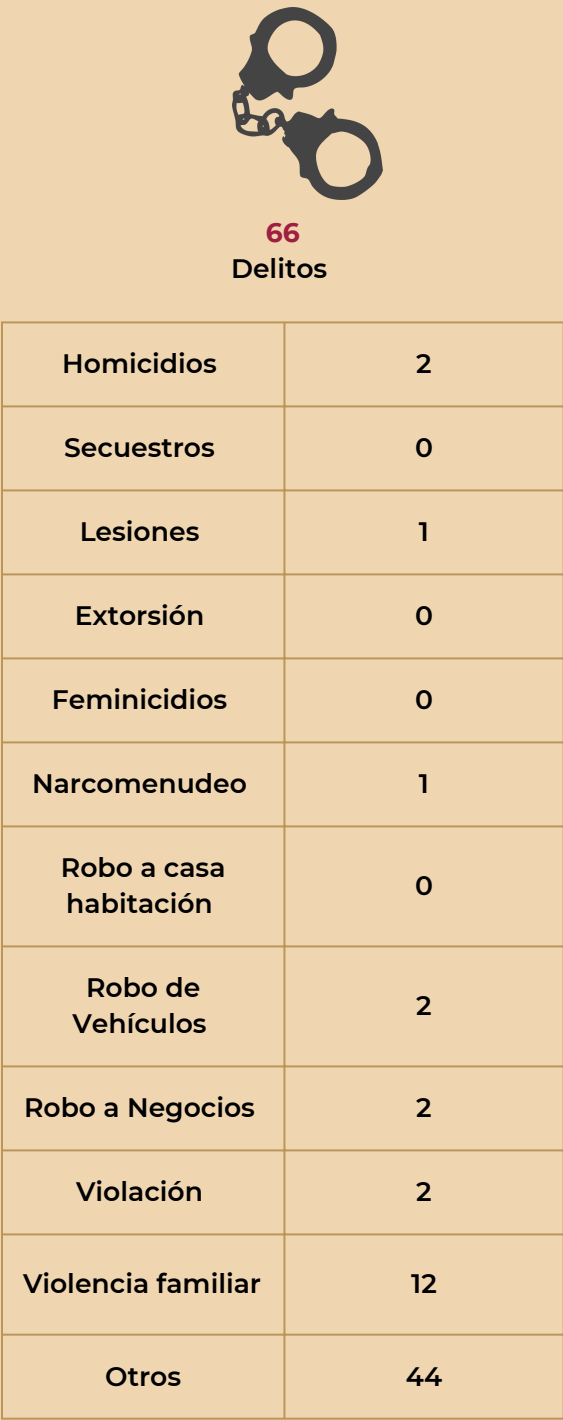 66
Delitos
Homicidios 2
Secuestros 0
Lesiones 1
Extorsión 0
Feminicidios 0
Narcomenudeo 1
Robo a casa
habitación 0
Robo de
Vehículos 2
Robo a Negocios 2
Violación 2
Violencia familiar 12
Otros 44